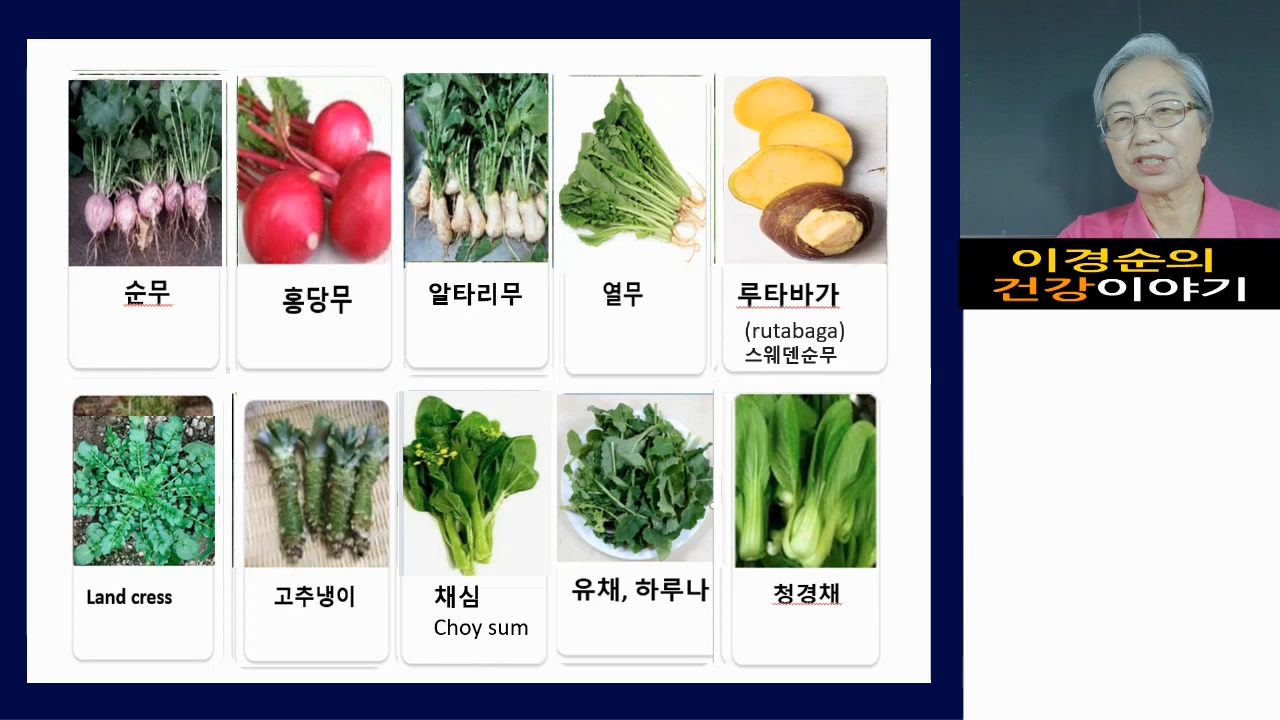 순무
홍당무
알타리무
열무
루타바가
(rutabaga)
스웨덴순무
Land cress
고추냉이
채심
Choy sum
유채, 하루나
청경채
이경순의
건강이야기